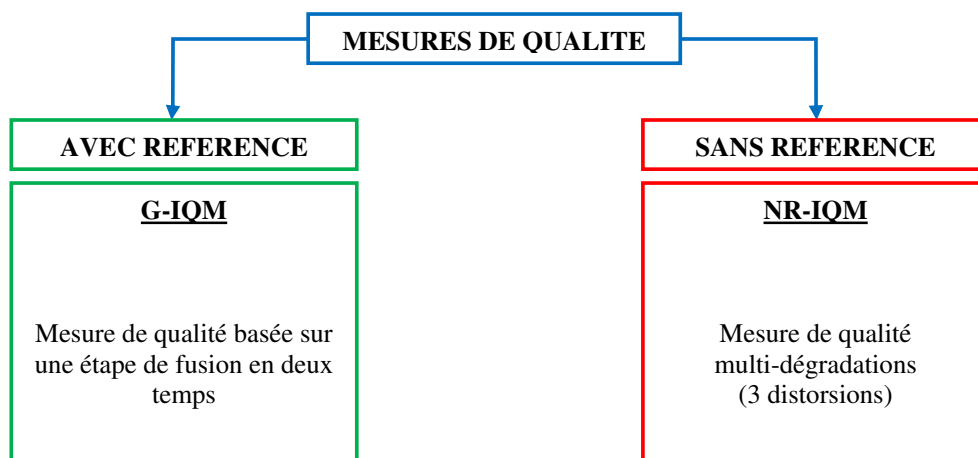 MESURES DE QUALITE
AVEC REFERENCE
SANS REFERENCE
G-IQM
Mesure de qualité basée sur
une étape de fusion en deux
temps
NR-IQM
Mesure de qualité
multi-dégradations
(3 distorsions)